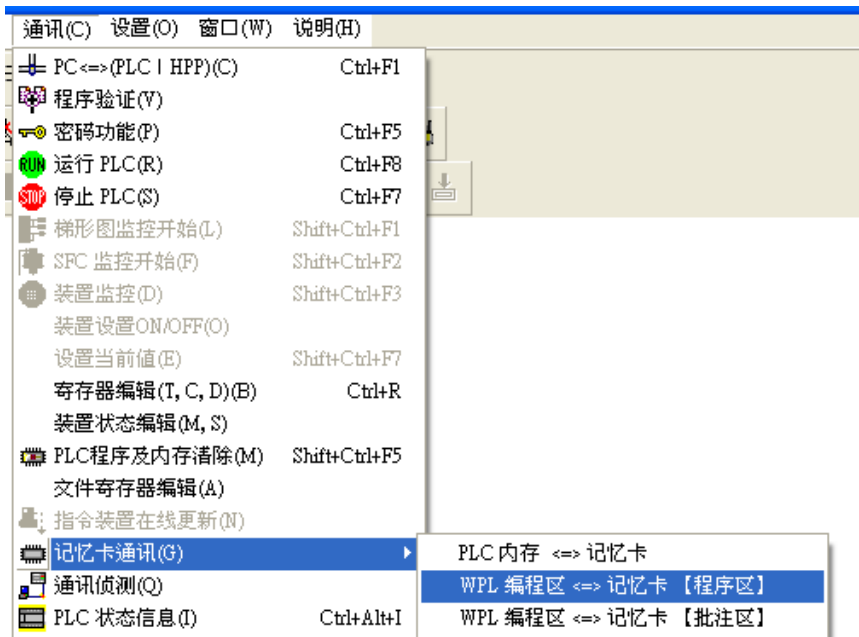 通讯(C) 设置(O) 窗口(W) 说明(H)
PC<=>(PLC | HPP)(C) Ctrl+F1
程序验证(V)
密码功能(P) Ctrl+F5
RUN 运行 PLC(R) Ctrl+F8
STOP 停止 PLC(S) Ctrl+F7
梯形图监控开始(L) Shift+Ctrl+F1
SFC 监控开始(F) Shift+Ctrl+F2
装置监控(D) Shift+Ctrl+F3
装置设置ON/OFF(O)
设置当前值(E) Shift+Ctrl+F7
寄存器编辑(T, C, D)(B) Ctrl+R
装置状态编辑(M, S)
PLC程序及内存清除(M) Shift+Ctrl+F5
文件寄存器编辑(A)
指令装置在线更新(N)
记忆卡通讯(G) PLC 内存 <=> 记忆卡
通讯侦测(Q) WPL 编程区 <=> 记忆卡 【程序区】
PLC 状态信息(I) Ctrl+Alt+I WPL 编程区 <=> 记忆卡 【批注区】